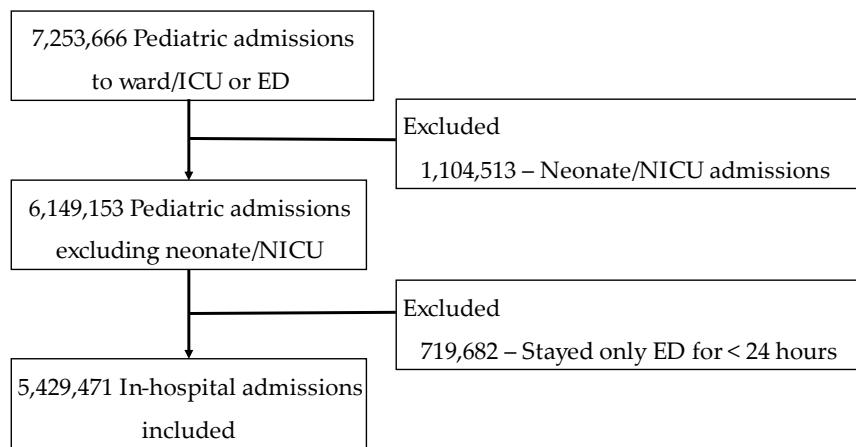 7,253,666 Pediatric admissions
to ward/ICU or ED
Excluded
1,104,513 – Neonate/NICU admissions
6,149,153 Pediatric admissions
excluding neonate/NICU
Excluded
719,682 – Stayed only ED for < 24 hours
5,429,471 In-hospital admissions
included